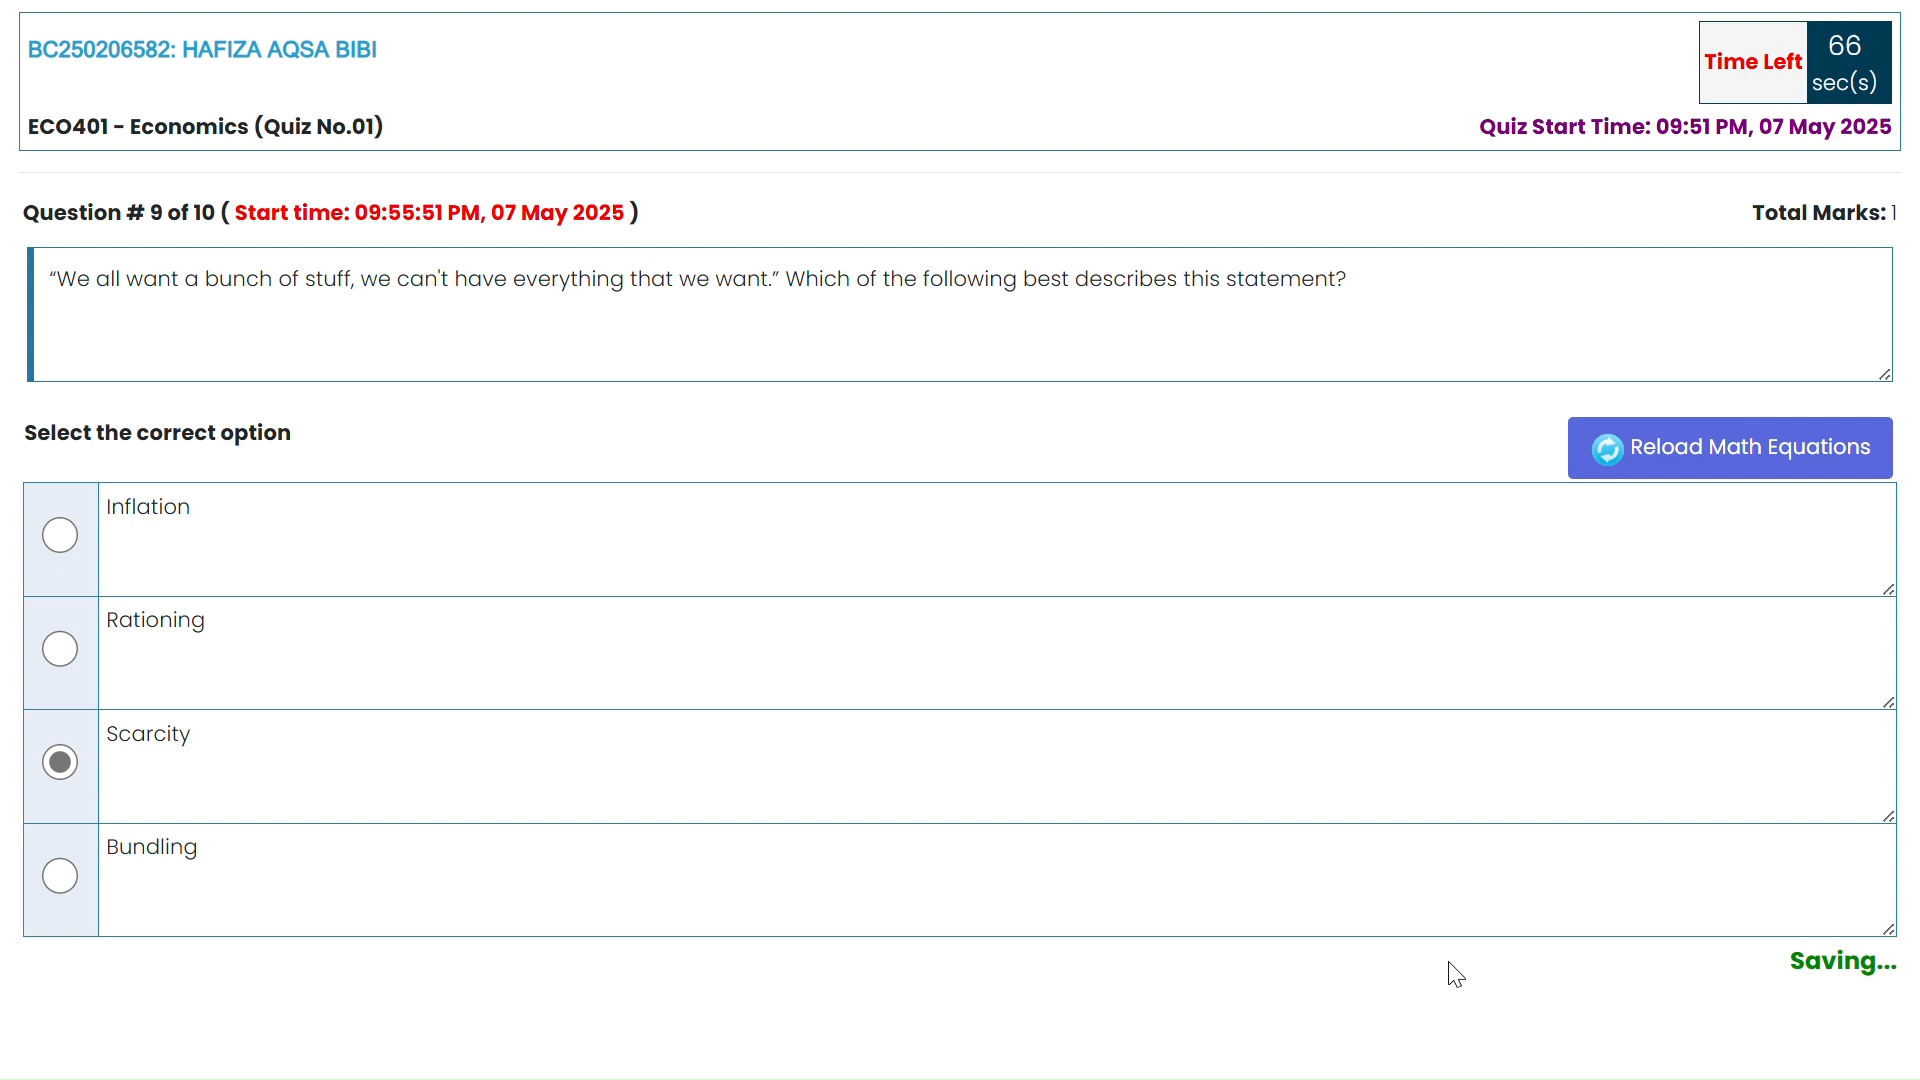 BC250206582: HAFIZA AQSA BIBI
Time Left
66
sec(s)
ECO401 - Economics (Quiz No.01)
Quiz Start Time: 09:51 PM, 07 May 2025
Question # 9 of 10 ( Start time: 09:55:51 PM, 07 May 2025 )
Total Marks: 1
“We all want a bunch of stuff, we can't have everything that we want.” Which of the following best describes this statement?
Select the correct option
Reload Math Equations
Inflation
Rationing
Scarcity
Bundling
Saving...